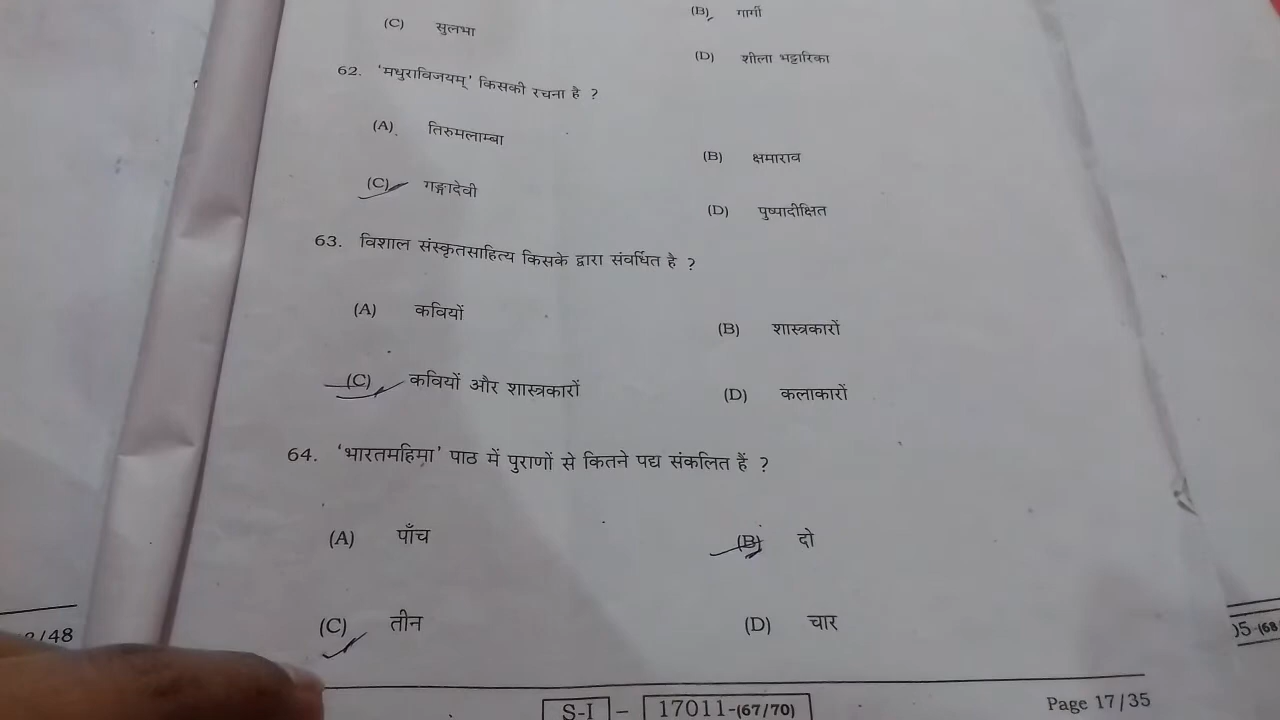 (B) गार्गी
(C) सुलभा
(D) शीला भट्टारिका
62. 'मधुराविजयम्' किसकी रचना है ?
(A) तिरुमलाम्बा
(B) क्षमाराव
(C) गङ्गादेवी
(D) पुष्पादीक्षित
63. विशाल संस्कृतसाहित्य किसके द्वारा संवर्धित है ?
(A) कवियों
(B) शास्त्रकारों
(C) कवियों और शास्त्रकारों
(D) कलाकारों
64. 'भारतमहिमा' पाठ में पुराणों से कितने पद्य संकलित हैं ?
(A) पाँच
(B) दो
(C) तीन
(D) चार
/48
S-I – 17011-(67/70)
Page 17/35